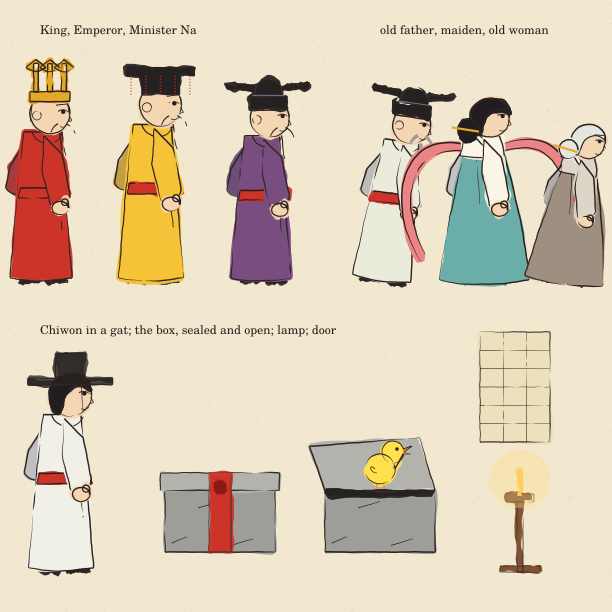 King, Emperor, Minister Na
old father, maiden, old woman
Chiwon in a gat; the box, sealed and open; lamp; door